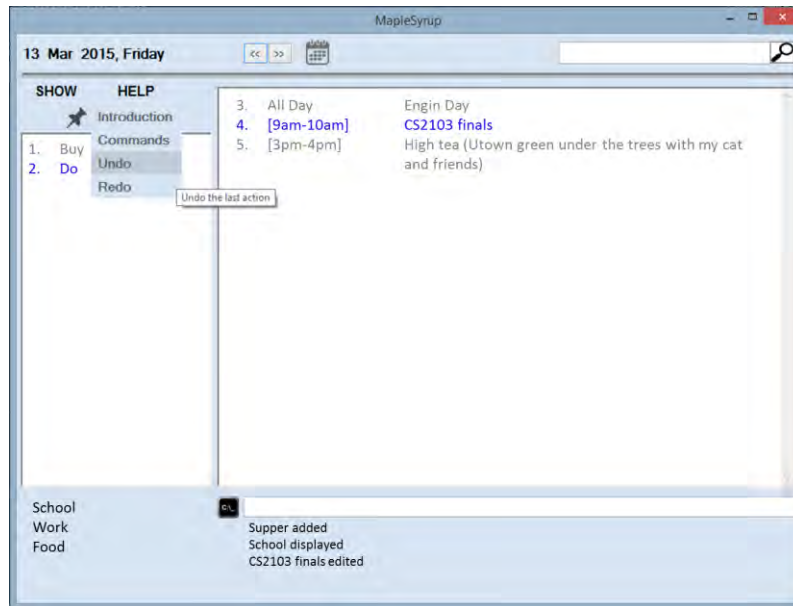 MapleSyrup
13 Mar 2015, Friday
<< >>
SHOW HELP
Introduction
Commands
Undo
Redo
Undo the last action
1. Buy
2. Do
3. All Day Engin Day
4. [9am-10am] CS2103 finals
5. [3pm-4pm] High tea (Utown green under the trees with my cat
and friends)
School
Work
Food
C:\_
Supper added
School displayed
CS2103 finals edited